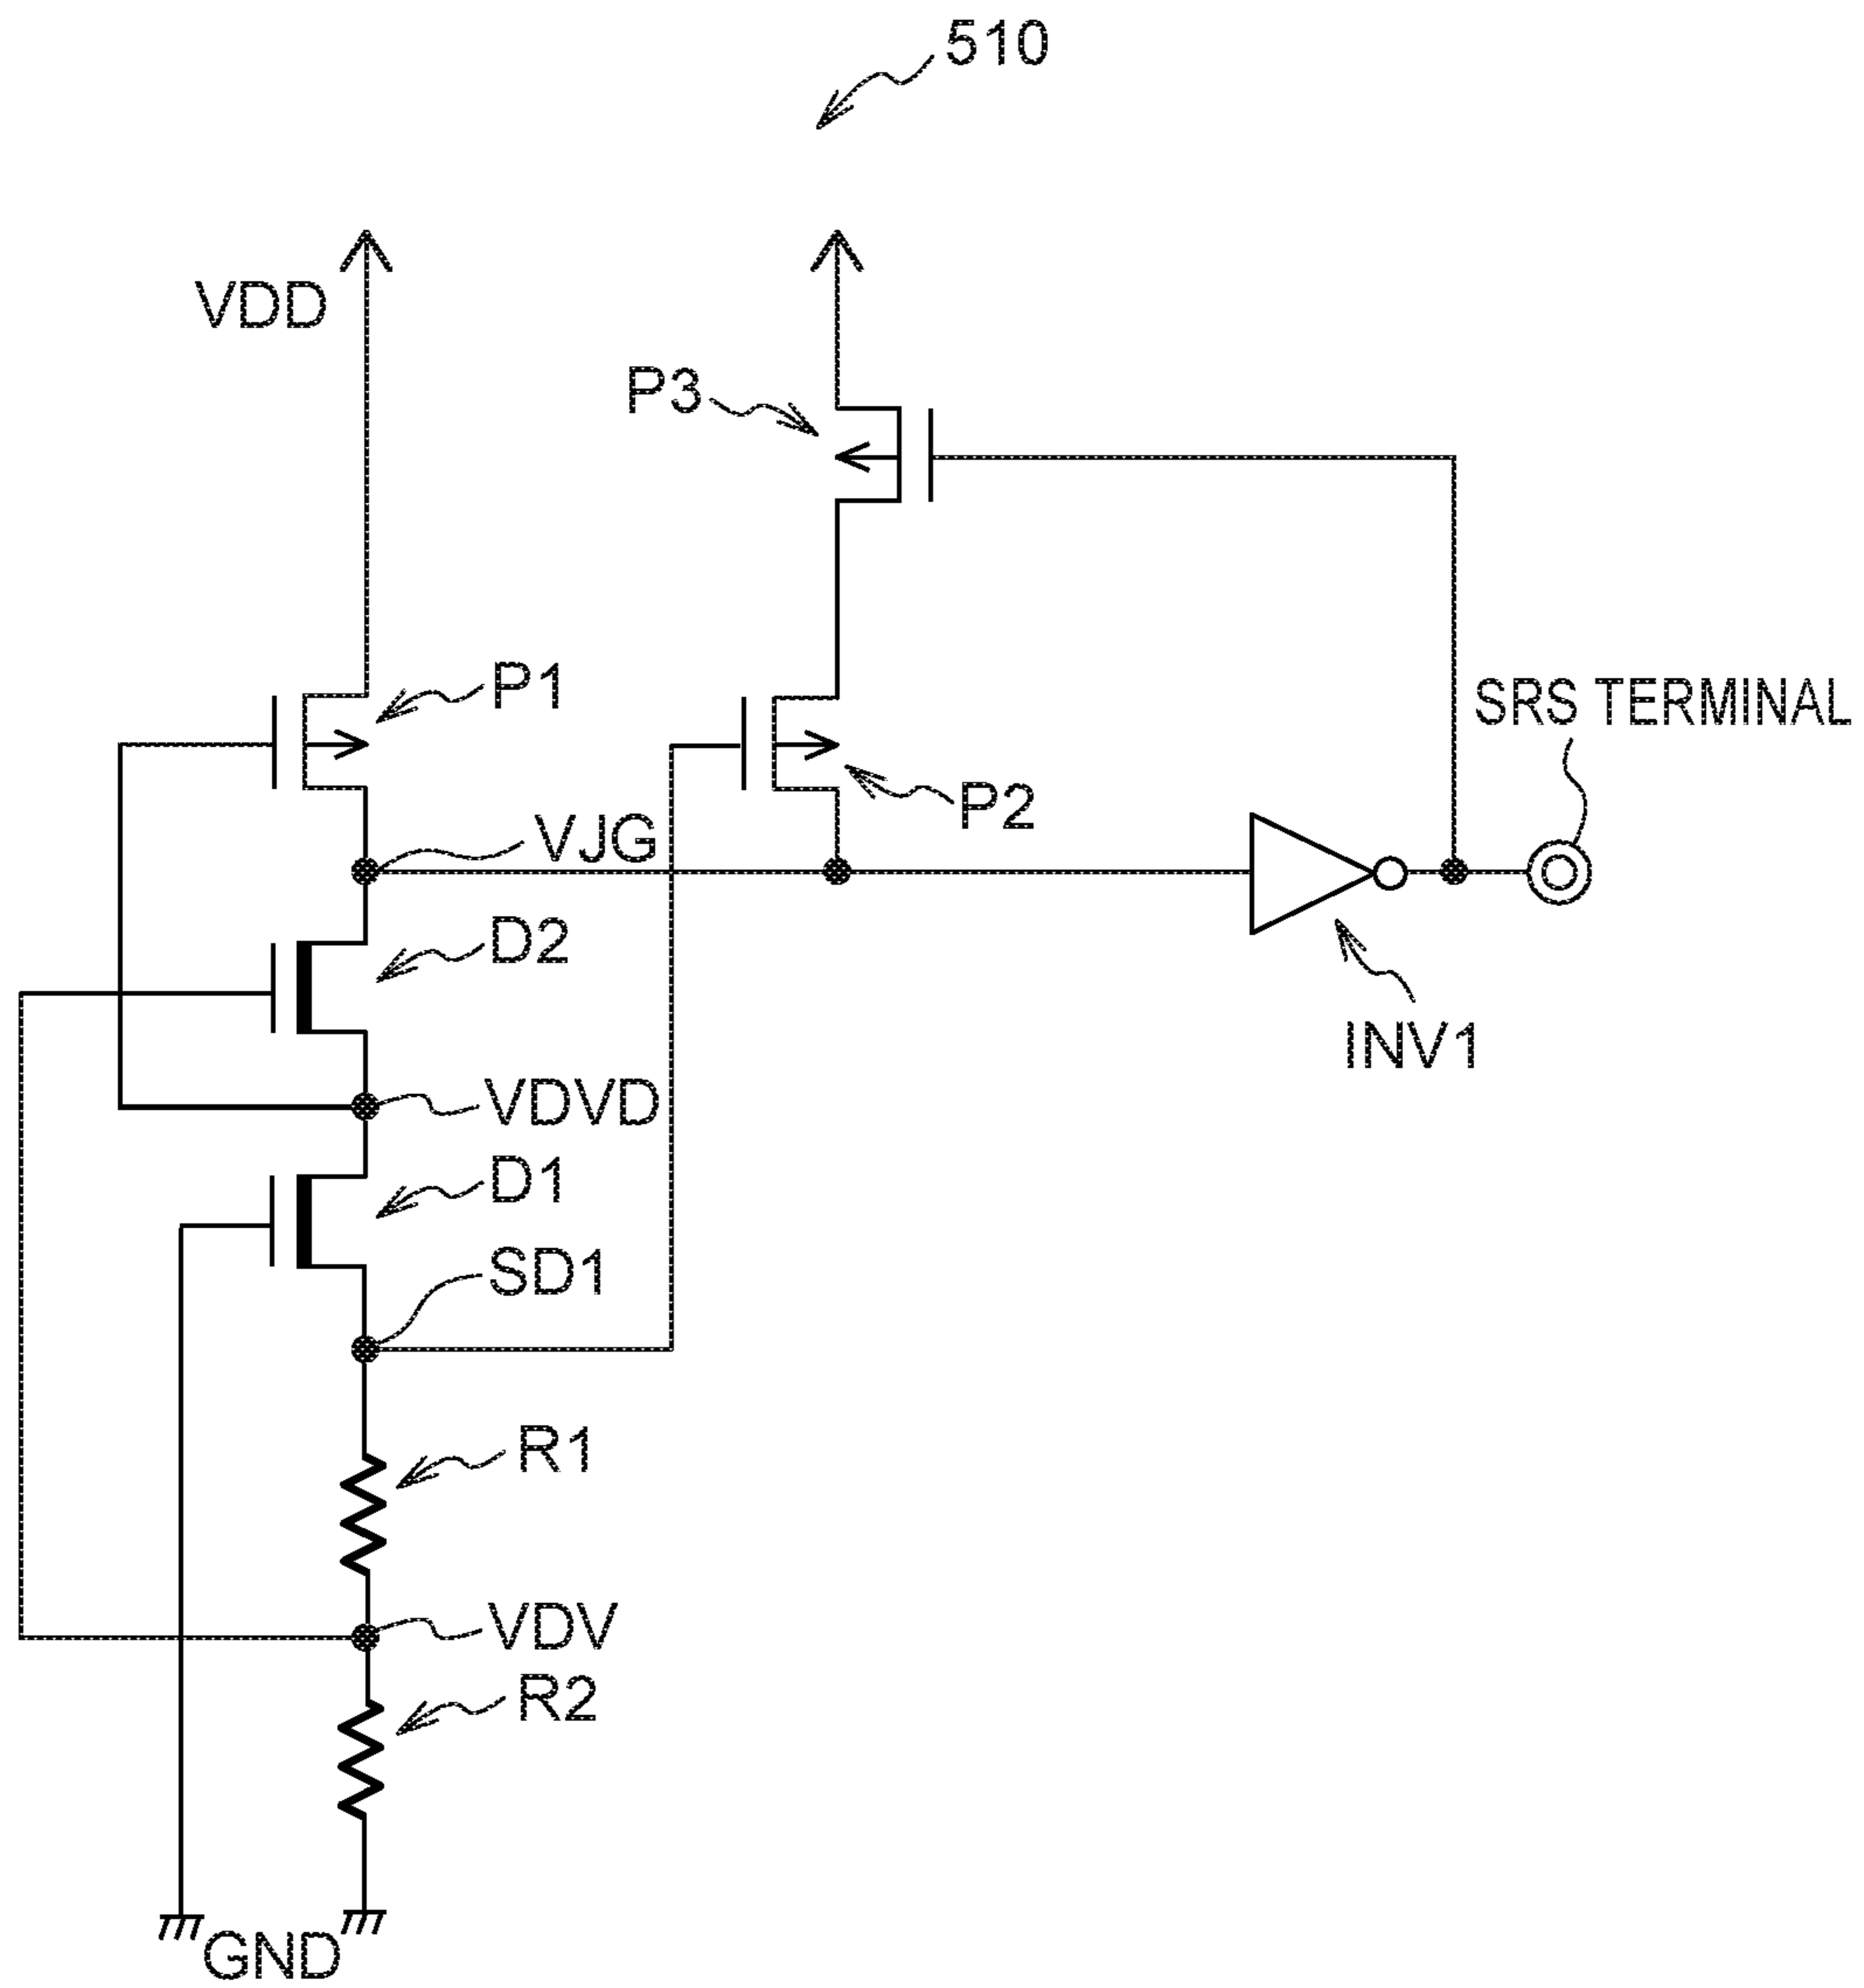 510
VDD
P3
P1
SRS TERMINAL
P2
VJG
D2
INV1
VDVD
D1
SD1
R1
VDV
R2
GND